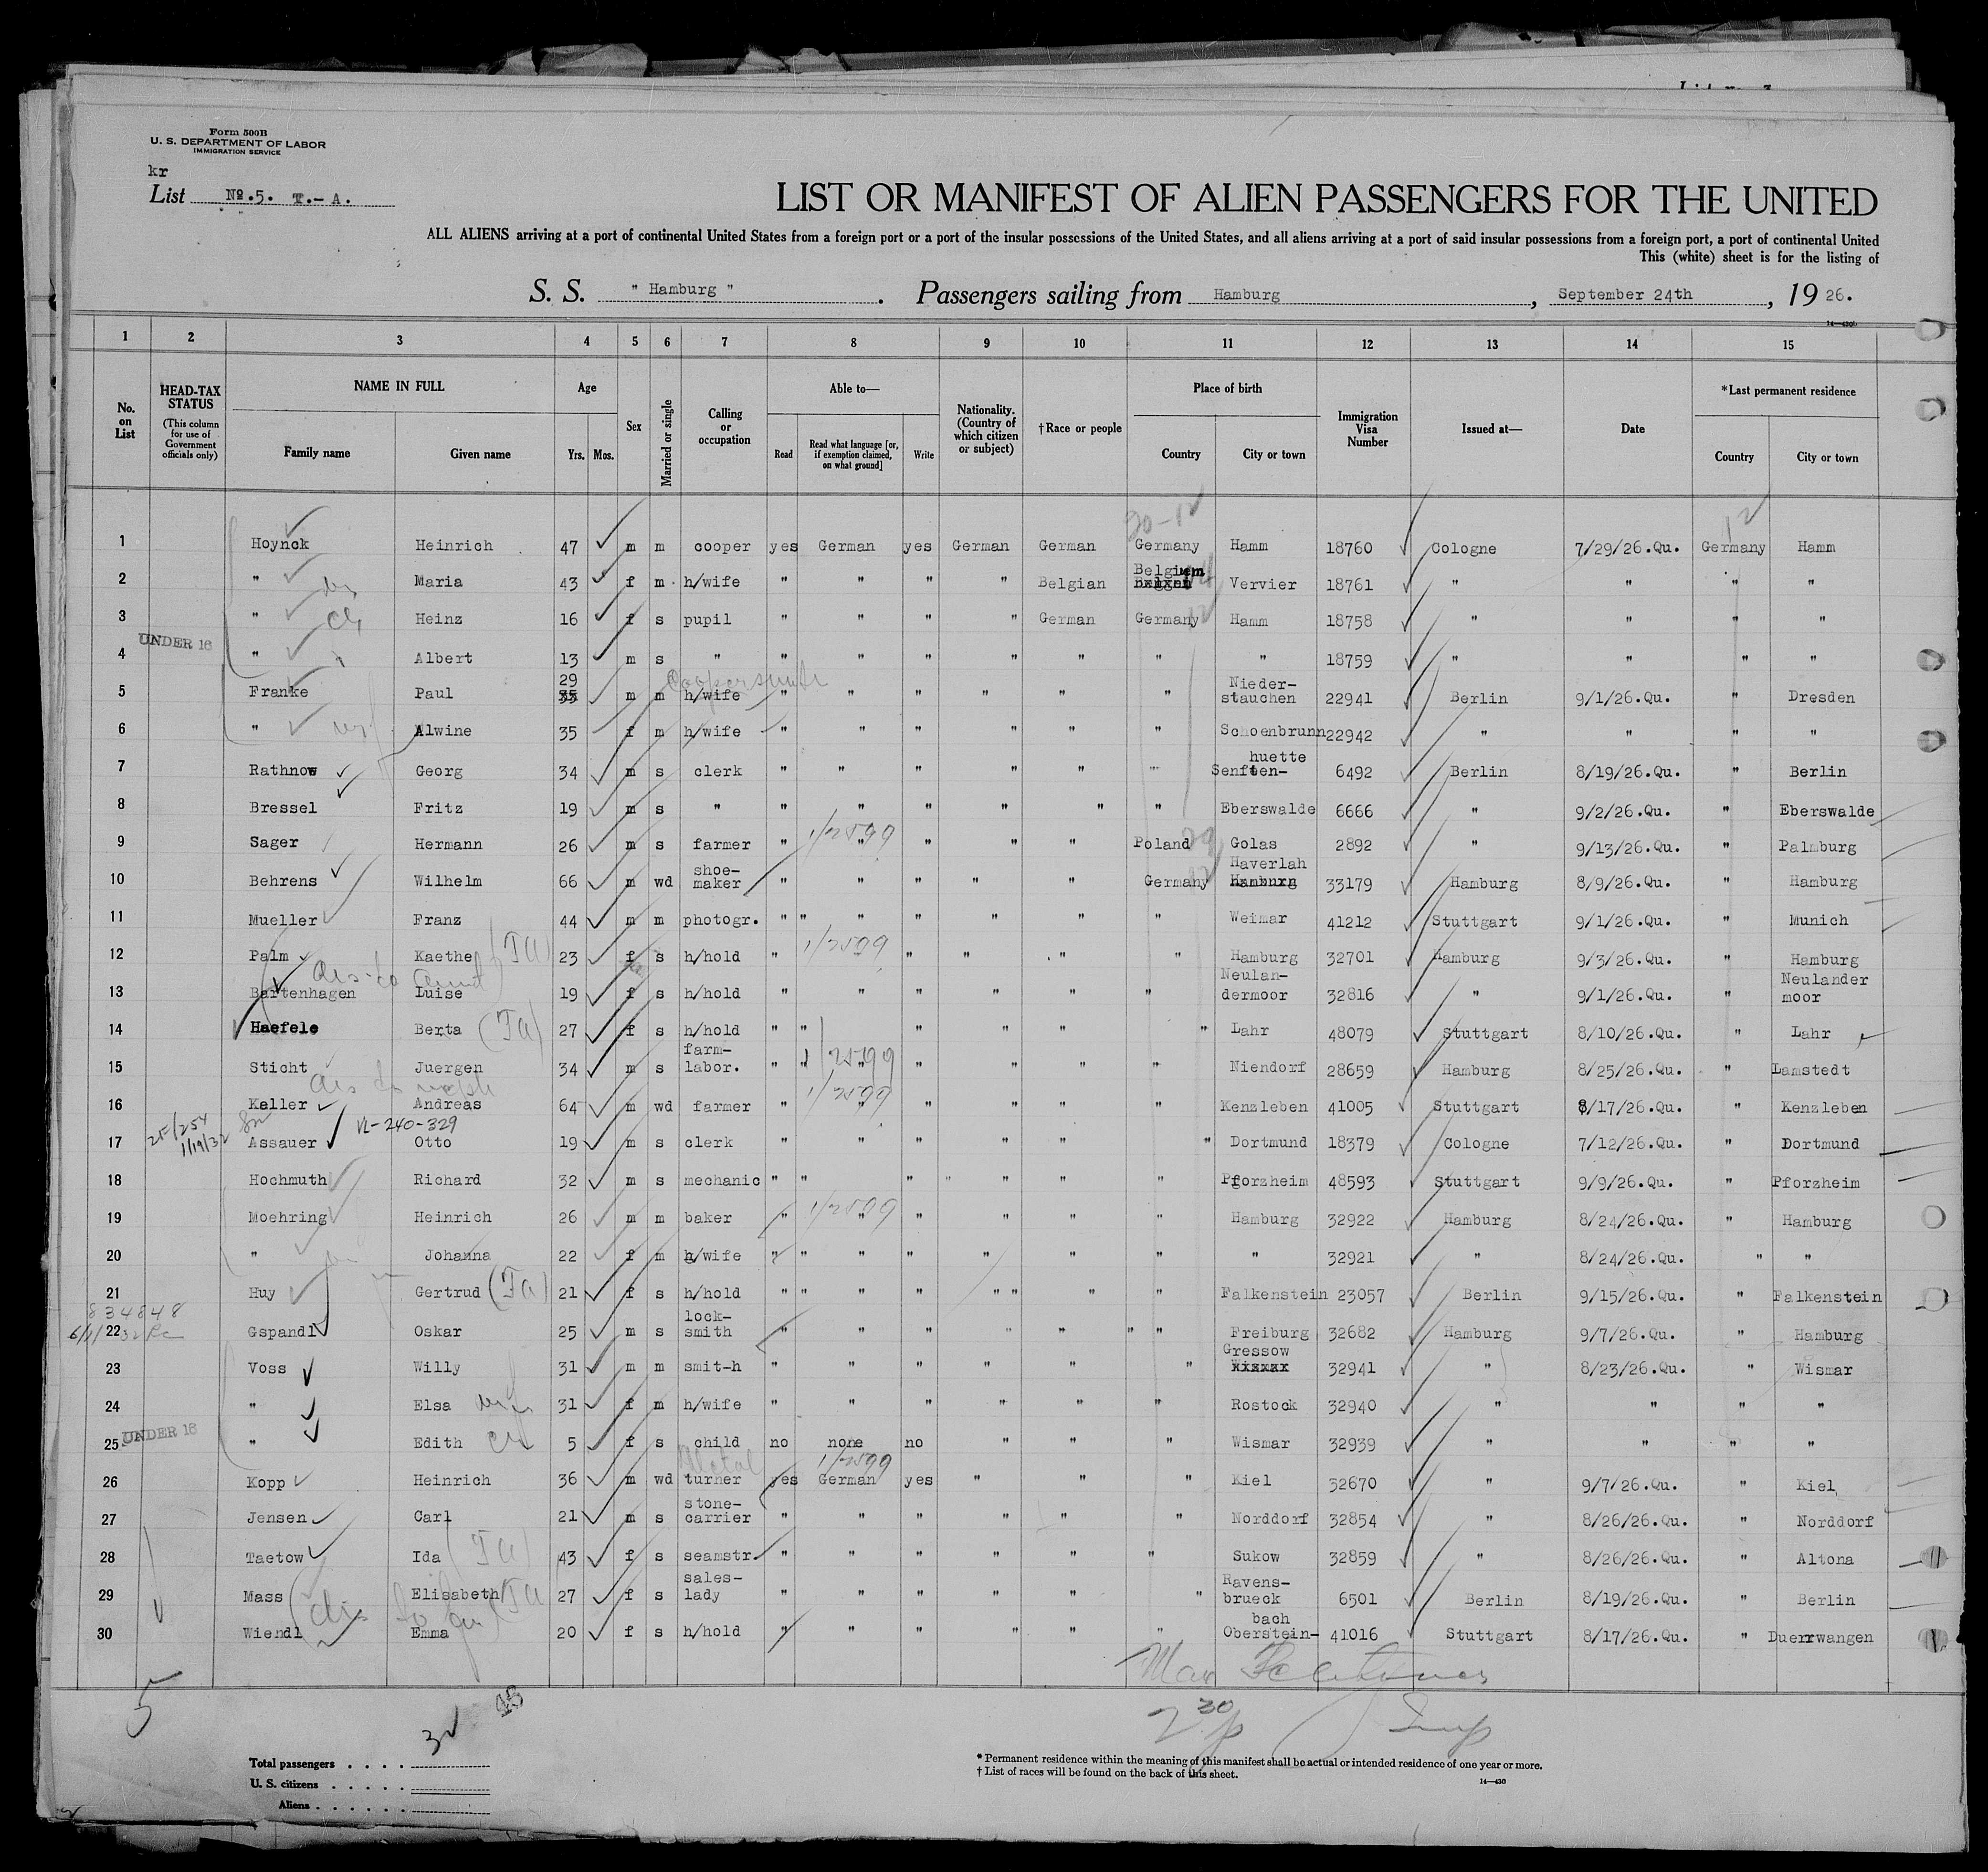 Form 500B
U. S. DEPARTMENT OF LABOR
IMMIGRATION SERVICE
kr
List No.5. T.- A.
LIST OR MANIFEST OF ALIEN PASSENGERS FOR THE UNITED
ALL ALIENS arriving at a port of continental United States from a foreign port or a port of the insular possessions of the United States, and all aliens arriving at a port of said insular possessions from a foreign port, a port of continental United
This (white) sheet is for the listing of
S. S. " Hamburg ". Passengers sailing from Hamburg, September 24th, 19 26.
14—430b
1 2 3 4 5 6 7 8 9 10 11 12 13 14 15
No. on List
HEAD-TAX STATUS (This column for use of Government officials only)
NAME IN FULL Family name Given name
Age Yrs. Mos.
Sex
Married or single
Calling or occupation
Able to— Read Read what language [or, if exemption claimed, on what ground] Write
Nationality. (Country of which citizen or subject)
†Race or people
Place of birth Country City or town
Immigration Visa Number
Issued at—
Date
*Last permanent residence Country City or town
20-12 12
1 Hoynck Heinrich 47 m m cooper yes German yes German German Germany Hamm 18760 Cologne 7/29/26.Qu. Germany Hamm
2 " Maria 43 f m h/wife " " " " Belgian Belgium Vervier 18761 " " " "
3 " Heinz 16 f s pupil " " " " German Germany Hamm 18758 " " " "
UNDER 16
4 " Albert 13 m s " " " " " " " " 18759 " " " "
5 Franke Paul 29 35 m m h/wife " " " " " " Nieder-stauchen 22941 Berlin 9/1/26.Qu. " Dresden
6 " Alwine 35 f m h/wife " " " " " " Schoenbrunn 22942 " " " "
huette
7 Rathnow Georg 34 m s clerk " " " " " " Senften- 6492 Berlin 8/19/26.Qu. " Berlin
8 Bressel Fritz 19 m s " " " " " " " Eberswalde 6666 " 9/2/26.Qu. " Eberswalde
1/2599
9 Sager Hermann 26 m s farmer " " " " " Poland Golas 2892 " 9/13/26.Qu. " Palmburg
10 Behrens Wilhelm 66 m wd shoe-maker " " " " " Germany Haverlah Hamburg 33179 Hamburg 8/9/26.Qu. " Hamburg
11 Mueller Franz 44 m m photogr. " " " " " " " Weimar 41212 Stuttgart 9/1/26.Qu. " Munich
1/2599
12 Palm Kaethe 23 f s h/hold " " " " " " Hamburg 32701 Hamburg 9/3/26.Qu. " Hamburg
13 Bartenhagen Luise 19 f s h/hold " " " " " " Neulan-dermoor 32816 " 9/1/26.Qu. " Neulander moor
14 Haefele Berta 27 f s h/hold " " " " " " Lahr 48079 Stuttgart 8/10/26.Qu. " Lahr
1/2599
15 Sticht Juergen 34 m s farm-labor. " " " " " " Niendorf 28659 Hamburg 8/25/26.Qu. " Lamstedt
1/2599
16 Keller Andreas 64 m wd farmer " " " " " " Kenzleben 41005 Stuttgart 8/17/26.Qu. " Kenzleben
VL-240-329
17 Assauer Otto 19 m s clerk " " " " " " Dortmund 18379 Cologne 7/12/26.Qu. " Dortmund
18 Hochmuth Richard 32 m s mechanic " " " " " " Pforzheim 48593 Stuttgart 9/9/26.Qu. " Pforzheim
1/2599
19 Moehring Heinrich 26 m m baker " " " " " Hamburg 32922 Hamburg 8/24/26.Qu. " Hamburg
20 " Johanna 22 f m h/wife " " " " " " " " 32921 " 8/24/26.Qu. " "
21 Huy Gertrud 21 f s h/hold " " " " " " " " Falkenstein 23057 Berlin 9/15/26.Qu. " Falkenstein
834848
22 Gspandl Oskar 25 m s lock-smith " " " " " " " Freiburg 32682 Hamburg 9/7/26.Qu. " Hamburg
23 Voss Willy 31 m m smit-h " " " " " " Gressow Wismar 32941 " 8/23/26.Qu. " Wismar
24 " Elsa 31 f m h/wife " " " " " " Rostock 32940 " " " "
UNDER 16
25. " Edith 5 f s child no none no " " " Wismar 32939 " " " "
Metal 1/2599
26 Kopp Heinrich 36 m wd turner yes German yes " " " Kiel 32670 " 9/7/26.Qu. " Kiel
27 Jensen Carl 21 m s stone-carrier " " " " " " Norddorf 32854 " 8/26/26.Qu. " Norddorf
28 Taetow Ida 43 f s seamstr. " " " " " " Sukow 32859 " 8/26/26.Qu. " Altona
29 Mass Elisabeth 27 f s sales-lady " " " " " " Ravens-brueck 6501 Berlin 8/19/26.Qu. " Berlin
bach
30 Wiendl Emma 20 f s h/hold " " " " " " Oberstein- 41016 Stuttgart 8/17/26.Qu. " Duerrwangen
5
Total passengers
U. S. citizens
Aliens
* Permanent residence within the meaning of this manifest shall be actual or intended residence of one year or more.
† List of races will be found on the back of this sheet.
14—430